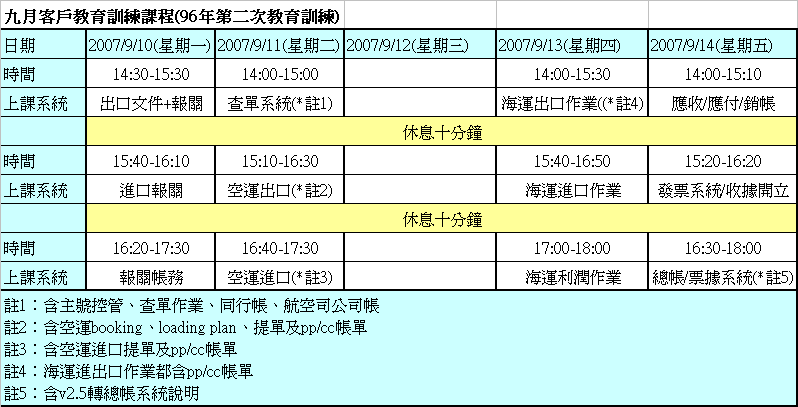 九月客戶教育訓練課程(96年第二次教育訓練)
日期 2007/9/10(星期一) 2007/9/11(星期二) 2007/9/12(星期三) 2007/9/13(星期四) 2007/9/14(星期五)
時間 14:30-15:30 14:00-15:00 14:00-15:30 14:00-15:10
上課系統 出口文件+報關 查單系統(*註1) 海運出口作業((*註4) 應收/應付/銷帳
休息十分鐘
時間 15:40-16:10 15:10-16:30 15:40-16:50 15:20-16:20
上課系統 進口報關 空運出口(*註2) 海運進口作業 發票系統/收據開立
休息十分鐘
時間 16:20-17:30 16:40-17:30 17:00-18:00 16:30-18:00
上課系統 報關帳務 空運進口(*註3) 海運利潤作業 總帳/票據系統(*註5)
註1：含主號控管、查單作業、同行帳、航空司公司帳
註2：含空運booking、loading plan、提單及pp/cc帳單
註3：含空運進口提單及pp/cc帳單
註4：海運進出口作業都含pp/cc帳單
註5：含v2.5轉總帳系統說明